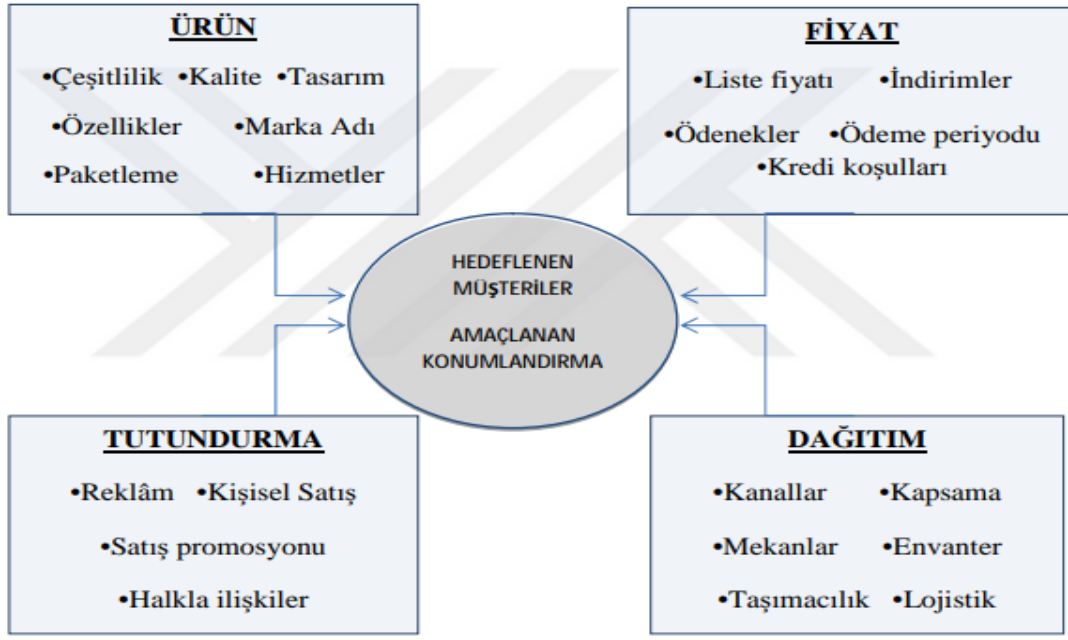 ÜRÜN
•Çeşitlilik •Kalite •Tasarım
•Özellikler •Marka Adı
•Paketleme •Hizmetler
FİYAT
•Liste fiyatı •İndirimler
•Ödenekler •Ödeme periyodu
•Kredi koşulları
HEDEFLENEN
MÜŞTERİLER
AMAÇLANAN
KONUMLANDIRMA
TUTUNDURMA
•Reklâm •Kişisel Satış
•Satış promosyonu
•Halkla ilişkiler
DAĞITIM
•Kanallar •Kapsama
•Mekanlar •Envanter
•Taşımacılık •Lojistik